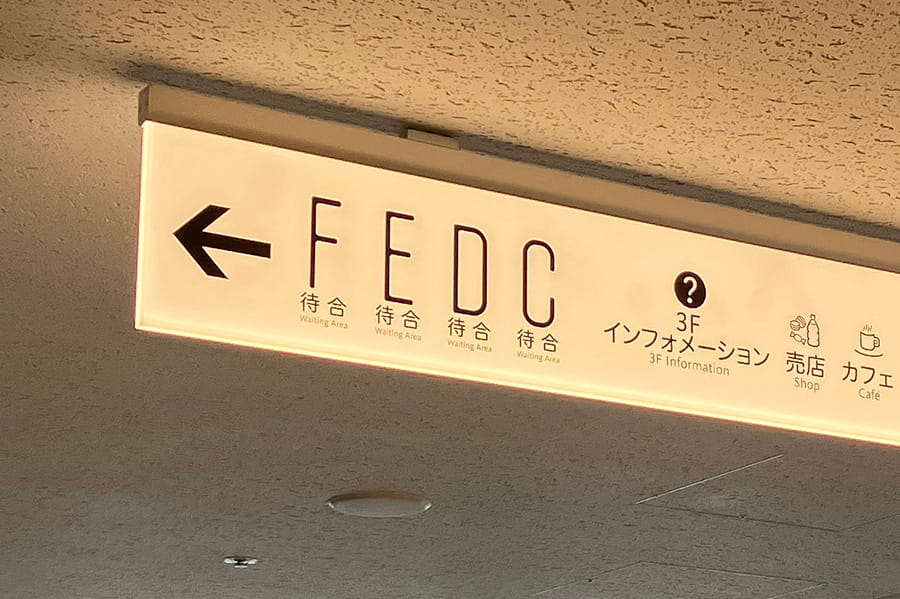 F E D C
待合 待合 待合 待合
Waiting Area Waiting Area Waiting Area Waiting Area
?
3F
インフォメーション
3F Information
売店
Shop
カフェ
Café